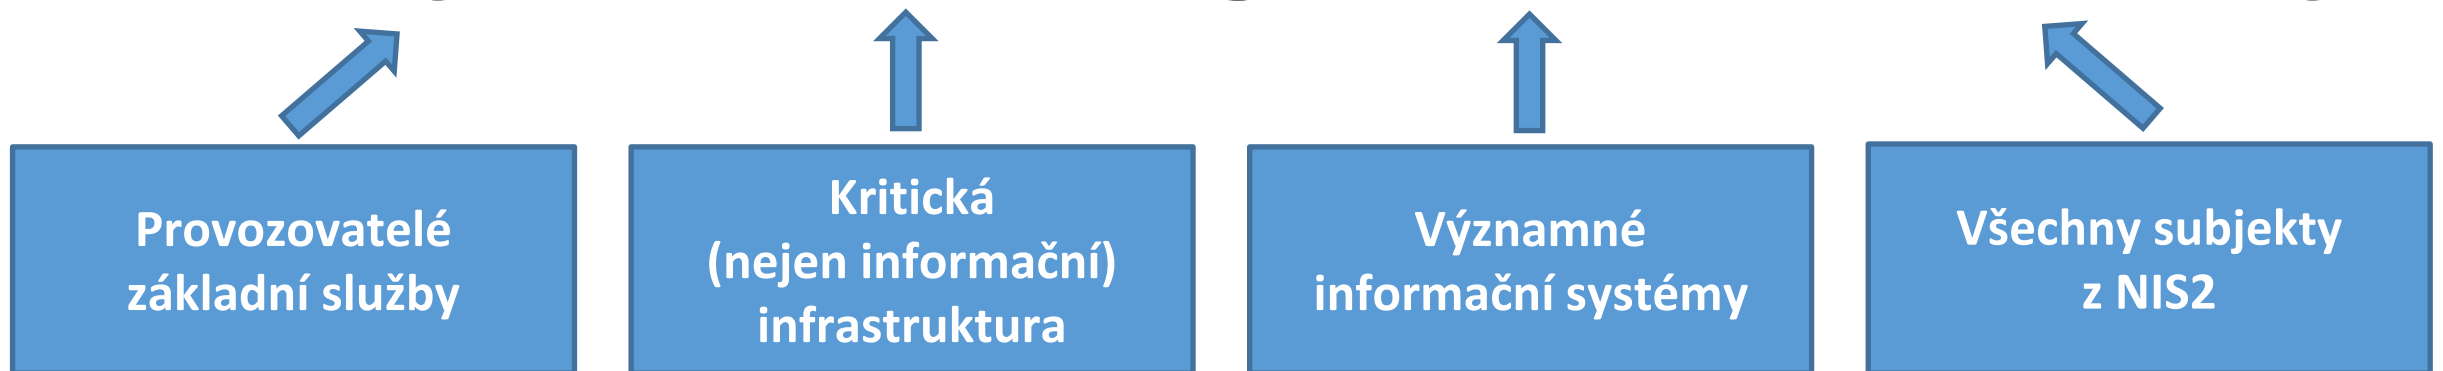 Provozovatelé
základní služby
Kritická
(nejen informační)
infrastruktura
Významné
informační systémy
Všechny subjekty
z NIS2